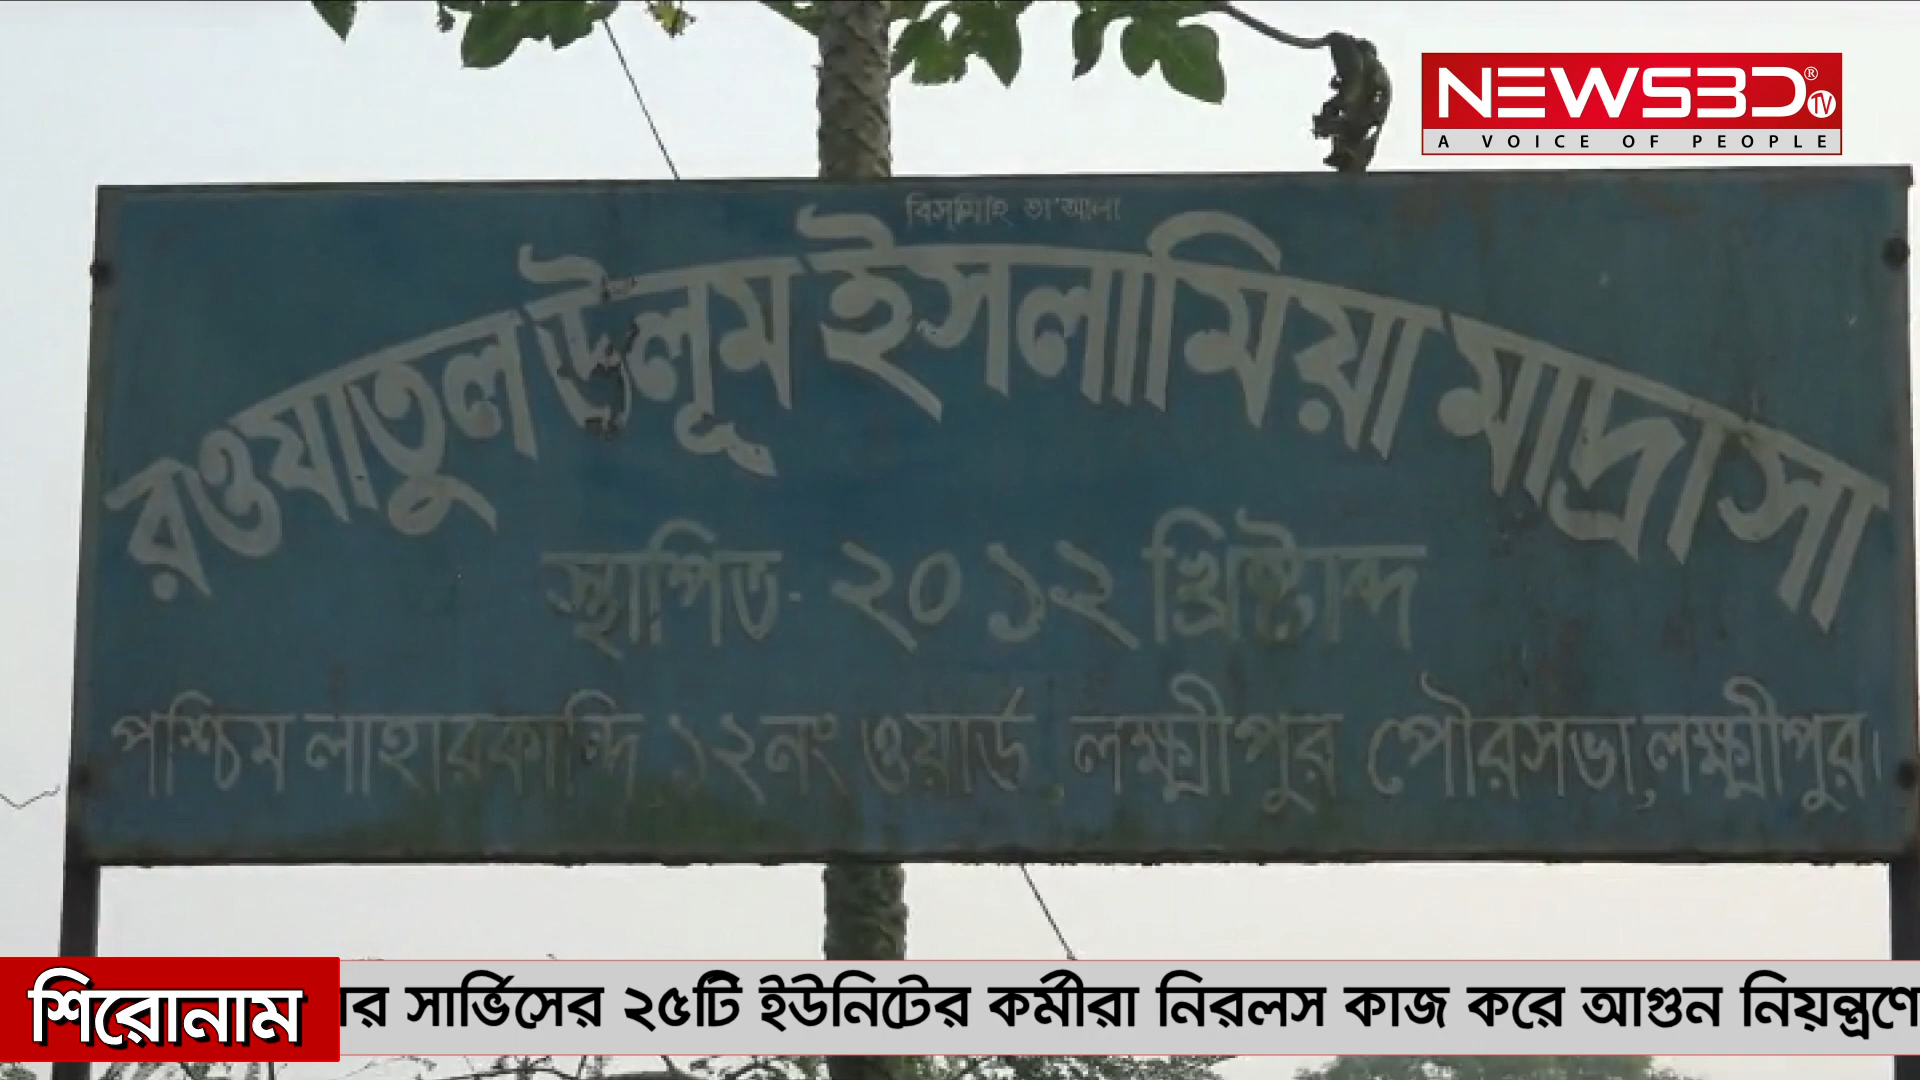 NEWS3D® TV
A VOICE OF PEOPLE
বিস্‌মিহি তা'আলা
রওযাতুল উলূম ইসলামিয়া মাদ্রাসা
স্থাপিত- ২০১২ খ্রিষ্টাব্দ
পশ্চিম লাহারকান্দি ১২নং ওয়ার্ড, লক্ষ্মীপুর পৌরসভা, লক্ষ্মীপুর।
শিরোনাম
ার সার্ভিসের ২৫টি ইউনিটের কর্মীরা নিরলস কাজ করে আগুন নিয়ন্ত্রণে